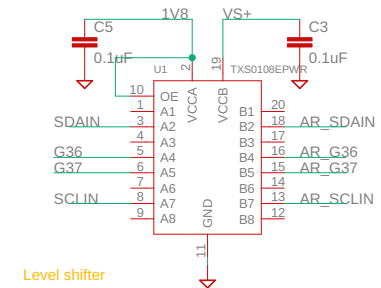 C5 1V8 VS+ C3
0.1uF 0.1uF
U1 2 19 TXS0108EPWR
10 OE VCCA VCCB
1 A1 B1 20
SDAIN 3 A2 B2 18 AR_SDAIN
4 A3 B3 17
G36 5 A4 B4 16 AR_G36
G37 6 A5 B5 15 AR_G37
7 A6 B6 14
SCLIN 8 A7 B7 13 AR_SCLIN
9 A8 B8 12
GND
11
Level shifter